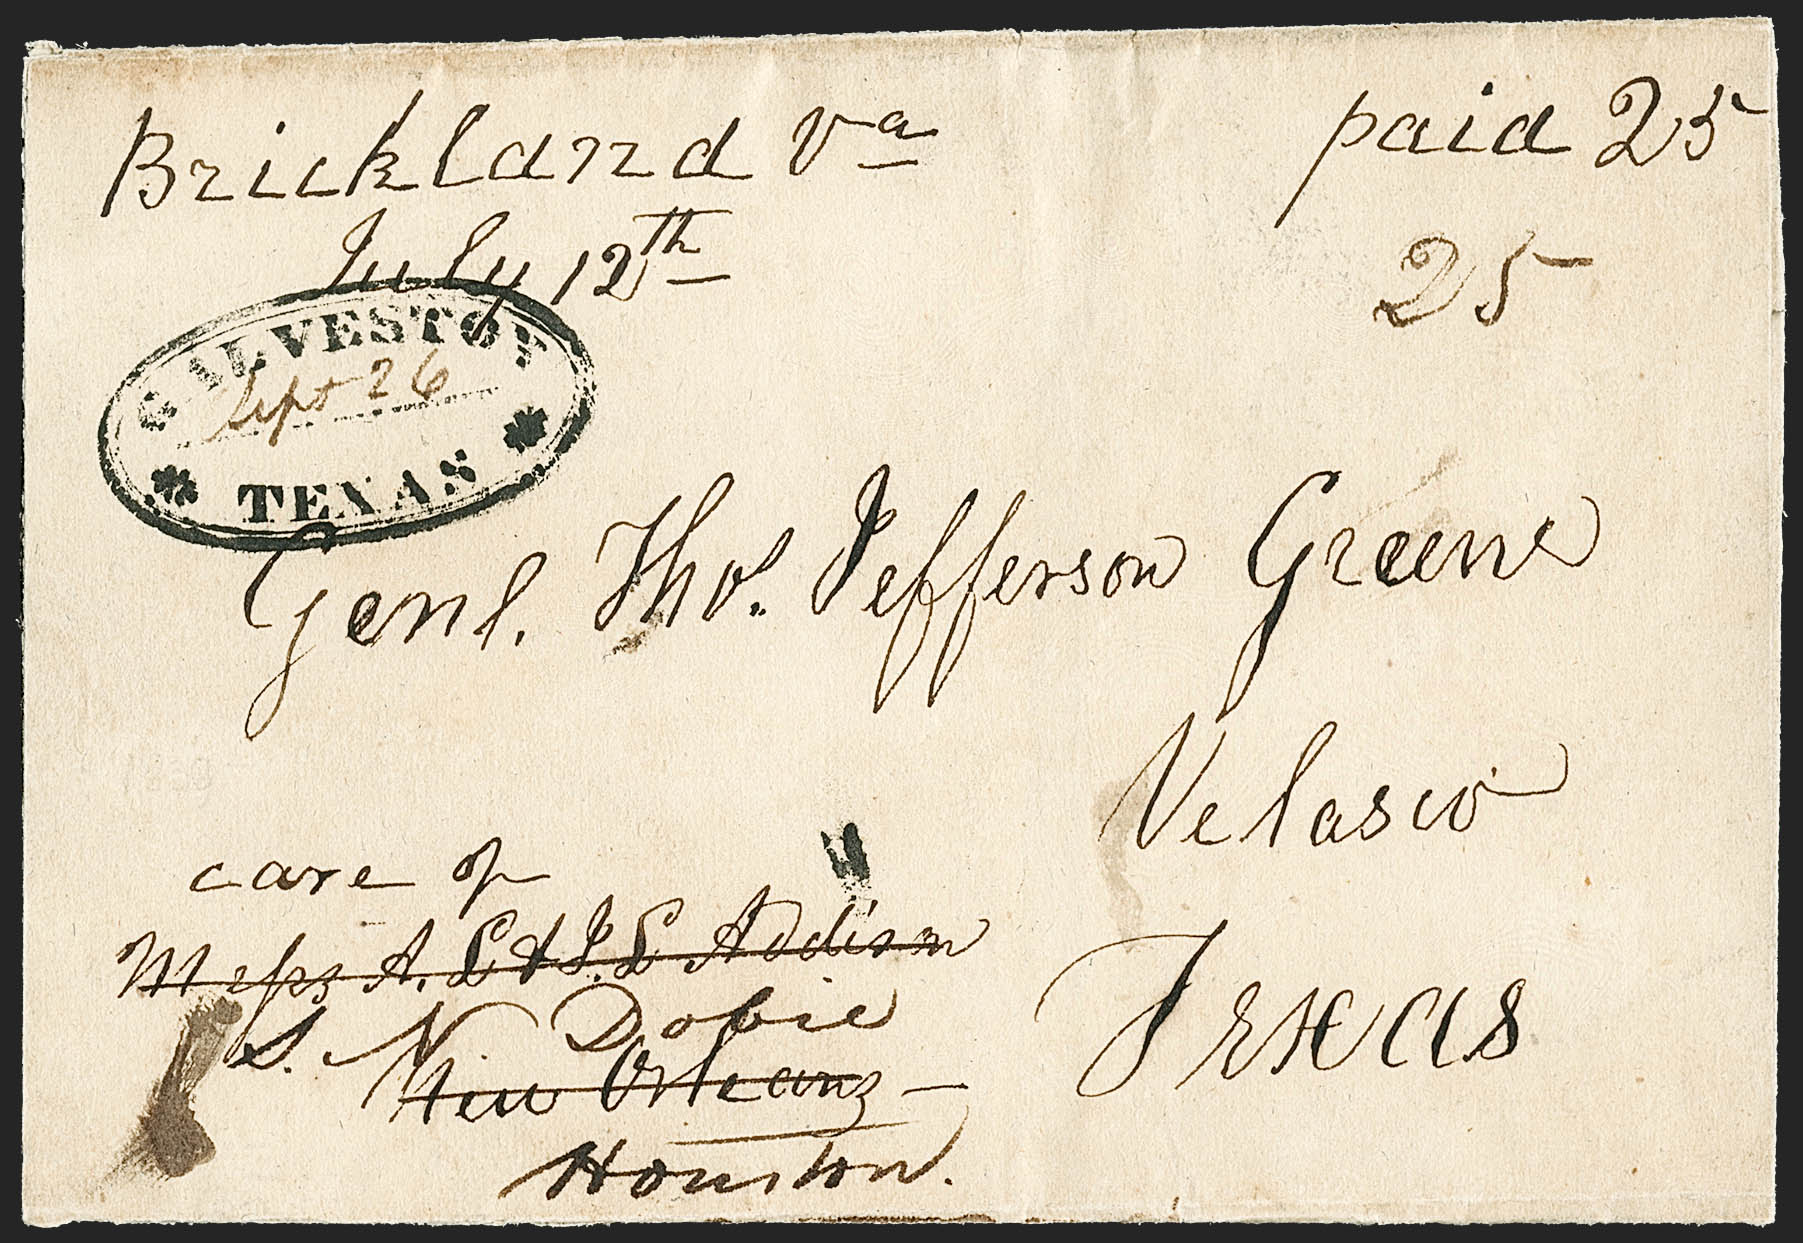 Brickland Va
paid 25
July 12th
25
GALVESTON
Sept 26
TEXAS
Genl. Thos. Jefferson Greene
Velasco
Texas
care of
Messrs A. L & J. L Addison
S. N. Dobie
New Orleans
Houston.